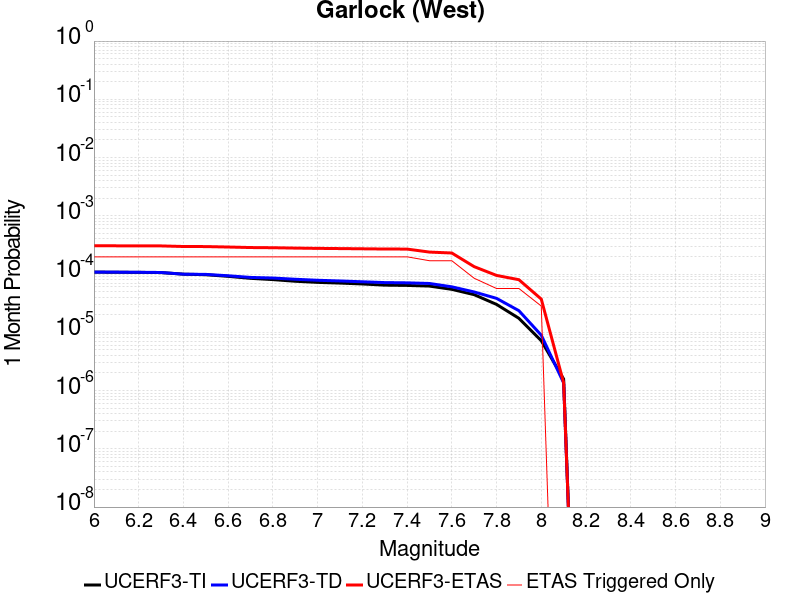 Garlock (West)
10^0
10^-1
10^-2
10^-3
10^-4
10^-5
10^-6
10^-7
10^-8
1 Month Probability
6 6.2 6.4 6.6 6.8 7 7.2 7.4 7.6 7.8 8 8.2 8.4 8.6 8.8 9
Magnitude
UCERF3-TI UCERF3-TD UCERF3-ETAS ETAS Triggered Only